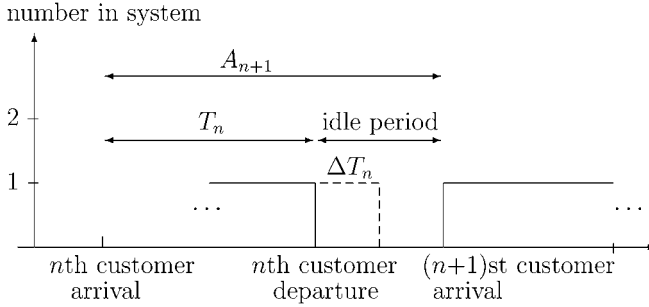 number in system
A_{n+1}
2
T_n
idle period
ΔT_n
1
...
...
nth customer arrival
nth customer departure
(n+1)st customer arrival